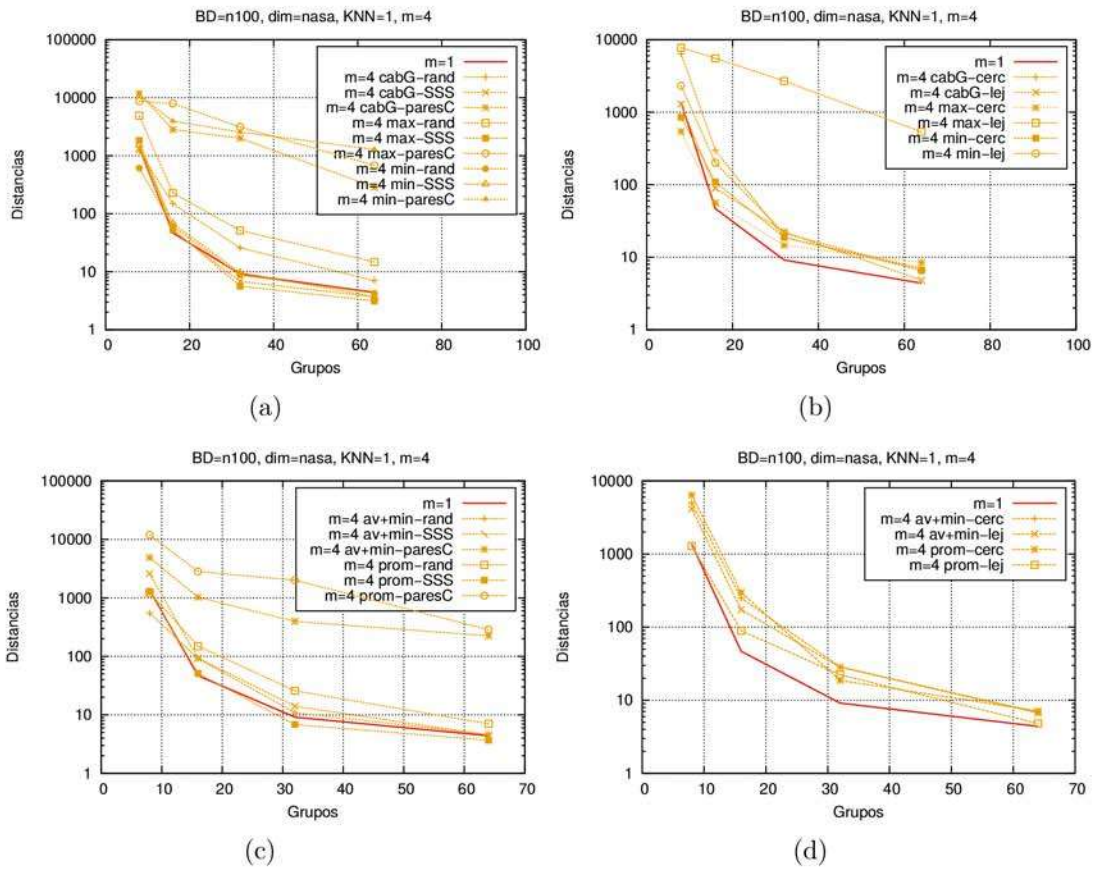 BD=n100, dim=nasa, KNN=1, m=4
100000
10000
1000
100
10
1
Distancias
0
20
40
60
80
100
Grupos
m=1
m=4 cabG-rand
m=4 cabG-SSS
m=4 cabG-paresC
m=4 max-rand
m=4 max-SSS
m=4 max-paresC
m=4 min-rand
m=4 min-SSS
m=4 min-paresC
(a)
BD=n100, dim=nasa, KNN=1, m=4
10000
1000
100
10
1
Distancias
0
20
40
60
80
100
Grupos
m=1
m=4 cabG-cerc
m=4 cabG-lej
m=4 max-cerc
m=4 max-lej
m=4 min-cerc
m=4 min-lej
(b)
BD=n100, dim=nasa, KNN=1, m=4
100000
10000
1000
100
10
1
Distancias
0
10
20
30
40
50
60
70
Grupos
m=1
m=4 av+min-rand
m=4 av+min-SSS
m=4 av+min-paresC
m=4 prom-rand
m=4 prom-SSS
m=4 prom-paresC
(c)
BD=n100, dim=nasa, KNN=1, m=4
10000
1000
100
10
1
Distancias
0
10
20
30
40
50
60
70
Grupos
m=1
m=4 av+min-cerc
m=4 av+min-lej
m=4 prom-cerc
m=4 prom-lej
(d)